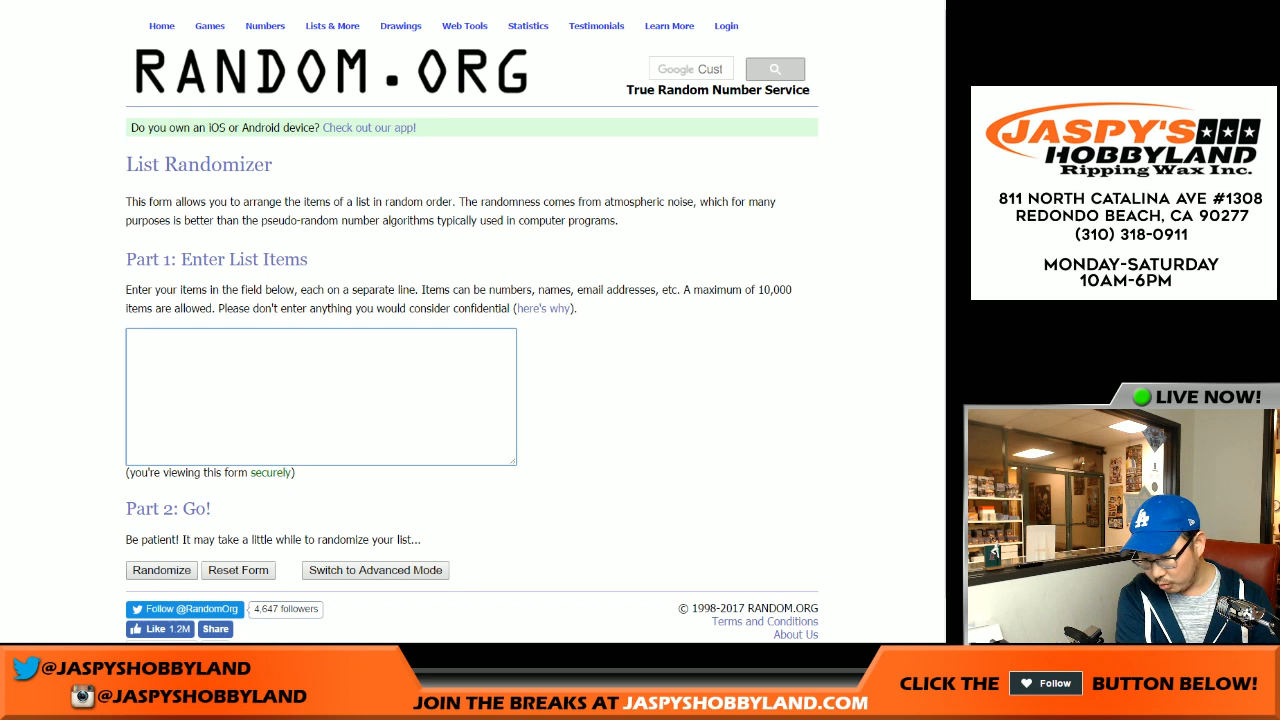 Home Games Numbers Lists & More Drawings Web Tools Statistics Testimonials Learn More Login
RANDOM.ORG
Google Cust
True Random Number Service
Do you own an iOS or Android device? Check out our app!
List Randomizer
This form allows you to arrange the items of a list in random order. The randomness comes from atmospheric noise, which for many
purposes is better than the pseudo-random number algorithms typically used in computer programs.
Part 1: Enter List Items
Enter your items in the field below, each on a separate line. Items can be numbers, names, email addresses, etc. A maximum of 10,000
items are allowed. Please don't enter anything you would consider confidential (here's why).
(you're viewing this form securely)
Part 2: Go!
Be patient! It may take a little while to randomize your list...
Randomize Reset Form Switch to Advanced Mode
Follow @RandomOrg 4,647 followers
Like 1.2M Share
© 1998-2017 RANDOM.ORG
Terms and Conditions
About Us
JASPY'S
HOBBYLAND
Ripping Wax Inc.
811 NORTH CATALINA AVE #1308
REDONDO BEACH, CA 90277
(310) 318-0911
MONDAY-SATURDAY
10AM-6PM
LIVE NOW!
LA
@JASPYSHOBBYLAND
@JASPYSHOBBYLAND
JOIN THE BREAKS AT JASPYSHOBBYLAND.COM
CLICK THE Follow BUTTON BELOW!